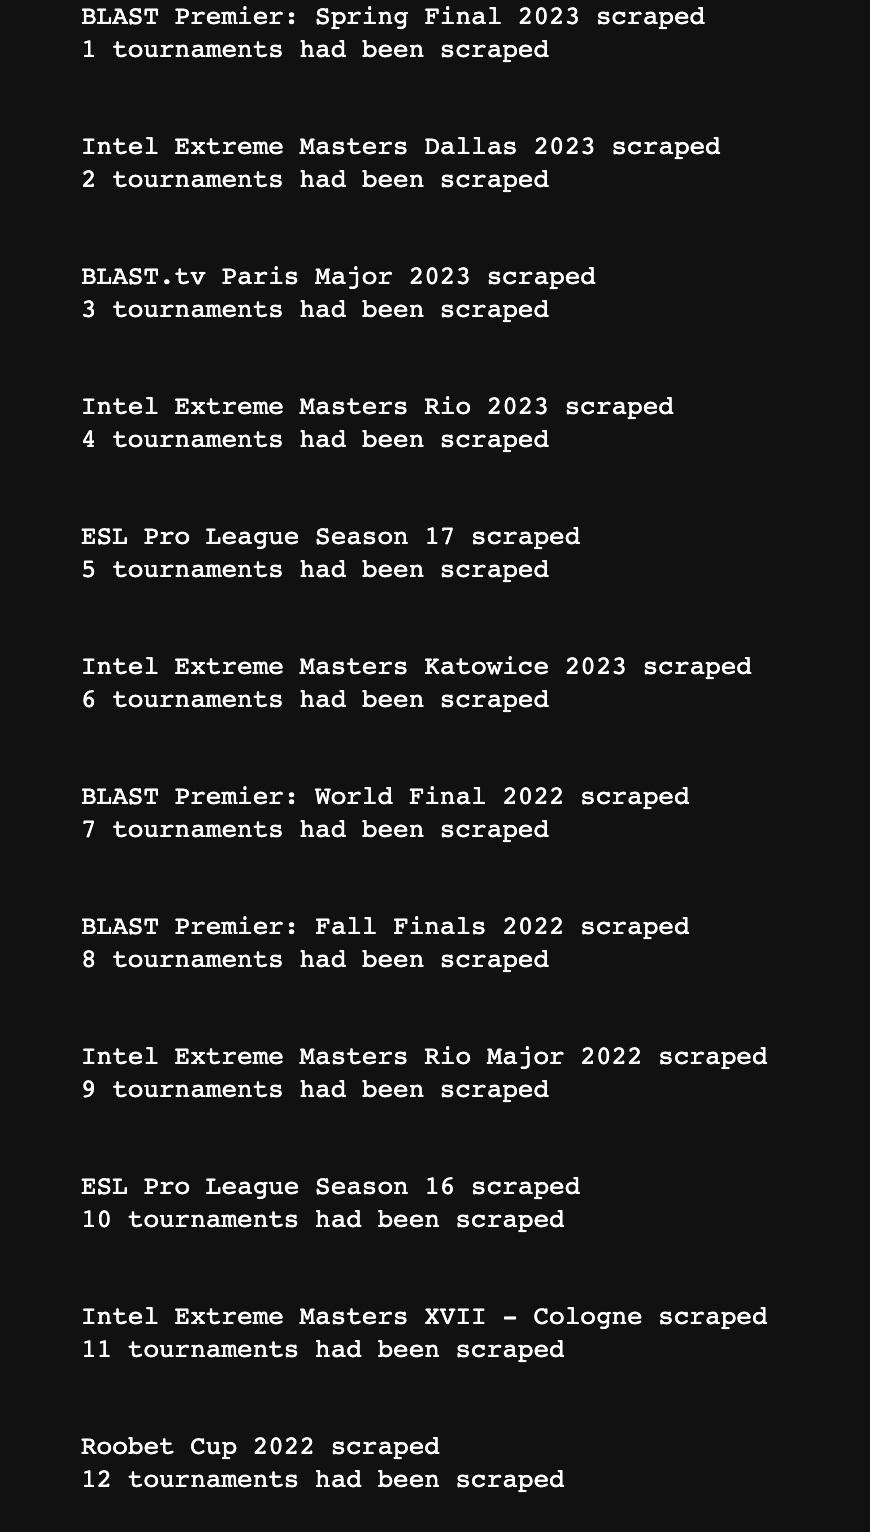 BLAST Premier: Spring Final 2023 scraped
1 tournaments had been scraped
Intel Extreme Masters Dallas 2023 scraped
2 tournaments had been scraped
BLAST.tv Paris Major 2023 scraped
3 tournaments had been scraped
Intel Extreme Masters Rio 2023 scraped
4 tournaments had been scraped
ESL Pro League Season 17 scraped
5 tournaments had been scraped
Intel Extreme Masters Katowice 2023 scraped
6 tournaments had been scraped
BLAST Premier: World Final 2022 scraped
7 tournaments had been scraped
BLAST Premier: Fall Finals 2022 scraped
8 tournaments had been scraped
Intel Extreme Masters Rio Major 2022 scraped
9 tournaments had been scraped
ESL Pro League Season 16 scraped
10 tournaments had been scraped
Intel Extreme Masters XVII - Cologne scraped
11 tournaments had been scraped
Roobet Cup 2022 scraped
12 tournaments had been scraped